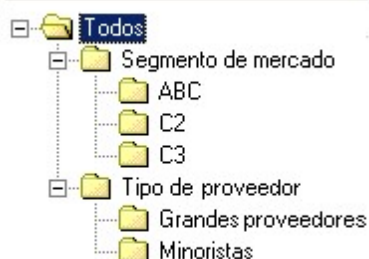 Todos
Segmento de mercado
ABC
C2
C3
Tipo de proveedor
Grandes proveedores
Minoristas